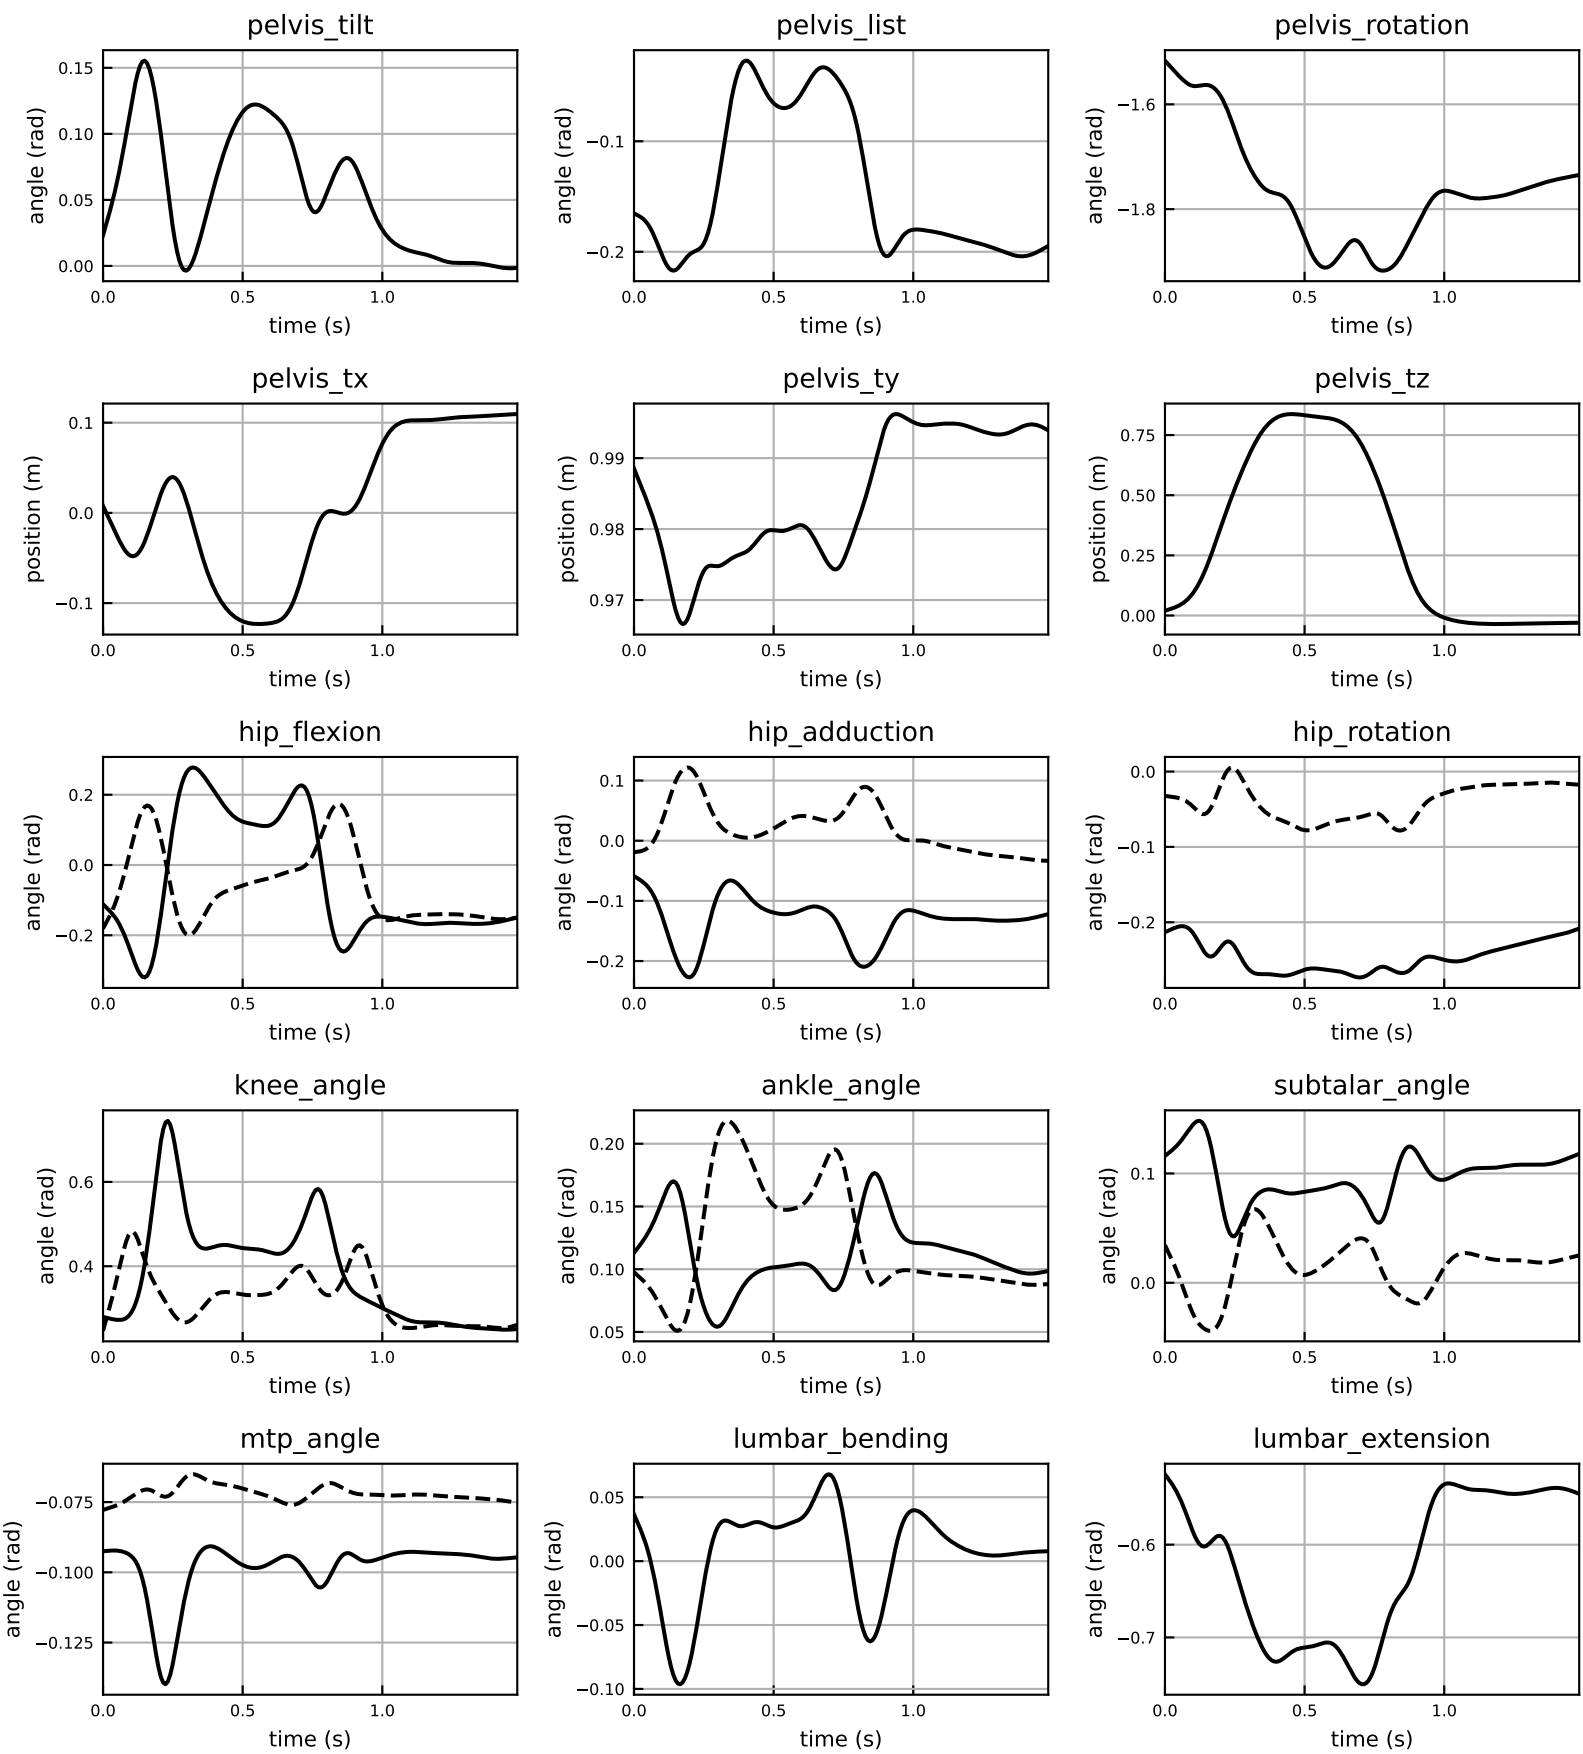 pelvis_tilt
0.15
0.10
0.05
0.00
angle (rad)
0.0 0.5 1.0
time (s)
pelvis_list
−0.1
−0.2
angle (rad)
0.0 0.5 1.0
time (s)
pelvis_rotation
−1.6
−1.8
angle (rad)
0.0 0.5 1.0
time (s)
pelvis_tx
0.1
0.0
−0.1
position (m)
0.0 0.5 1.0
time (s)
pelvis_ty
0.99
0.98
0.97
position (m)
0.0 0.5 1.0
time (s)
pelvis_tz
0.75
0.50
0.25
0.00
position (m)
0.0 0.5 1.0
time (s)
hip_flexion
0.2
0.0
−0.2
angle (rad)
0.0 0.5 1.0
time (s)
hip_adduction
0.1
0.0
−0.1
−0.2
angle (rad)
0.0 0.5 1.0
time (s)
hip_rotation
0.0
−0.1
−0.2
angle (rad)
0.0 0.5 1.0
time (s)
knee_angle
0.6
0.4
angle (rad)
0.0 0.5 1.0
time (s)
ankle_angle
0.20
0.15
0.10
0.05
angle (rad)
0.0 0.5 1.0
time (s)
subtalar_angle
0.1
0.0
angle (rad)
0.0 0.5 1.0
time (s)
mtp_angle
−0.075
−0.100
−0.125
angle (rad)
0.0 0.5 1.0
time (s)
lumbar_bending
0.05
0.00
−0.05
−0.10
angle (rad)
0.0 0.5 1.0
time (s)
lumbar_extension
−0.6
−0.7
angle (rad)
0.0 0.5 1.0
time (s)